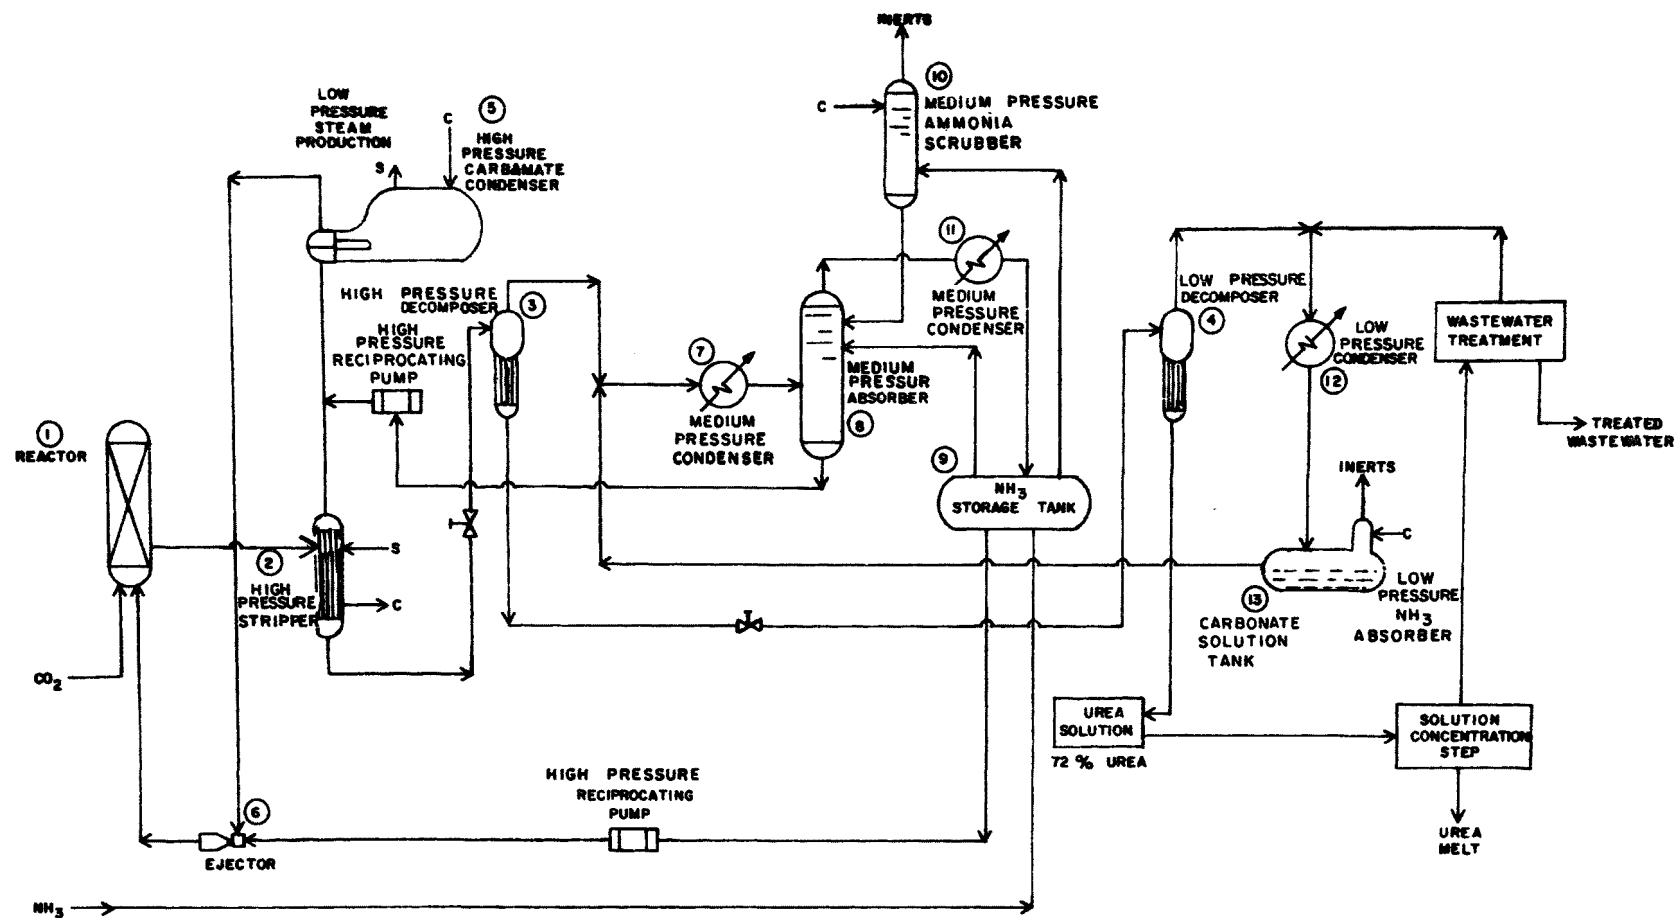 INERTS
10
C
MEDIUM PRESSURE
AMMONIA
SCRUBBER
LOW
PRESSURE
STEAM
PRODUCTION
S
5
C
HIGH
PRESSURE
CARBAMATE
CONDENSER
11
MEDIUM
PRESSURE
CONDENSER
HIGH PRESSURE
DECOMPOSER
3
HIGH
PRESSURE
RECIPROCATING
PUMP
7
MEDIUM
PRESSURE
CONDENSER
MEDIUM
PRESSUR
ABSORBER
8
LOW PRESSURE
DECOMPOSER
4
LOW
PRESSURE
CONDENSER
12
WASTEWATER
TREATMENT
TREATED
WASTEWATER
1
REACTOR
9
NH3
STORAGE TANK
INERTS
C
S
2
HIGH
PRESSURE
STRIPPER
C
13
CARBONATE
SOLUTION
TANK
LOW
PRESSURE
NH3
ABSORBER
CO2
UREA
SOLUTION
72 % UREA
SOLUTION
CONCENTRATION
STEP
UREA
MELT
HIGH PRESSURE
RECIPROCATING
PUMP
6
EJECTOR
NH3